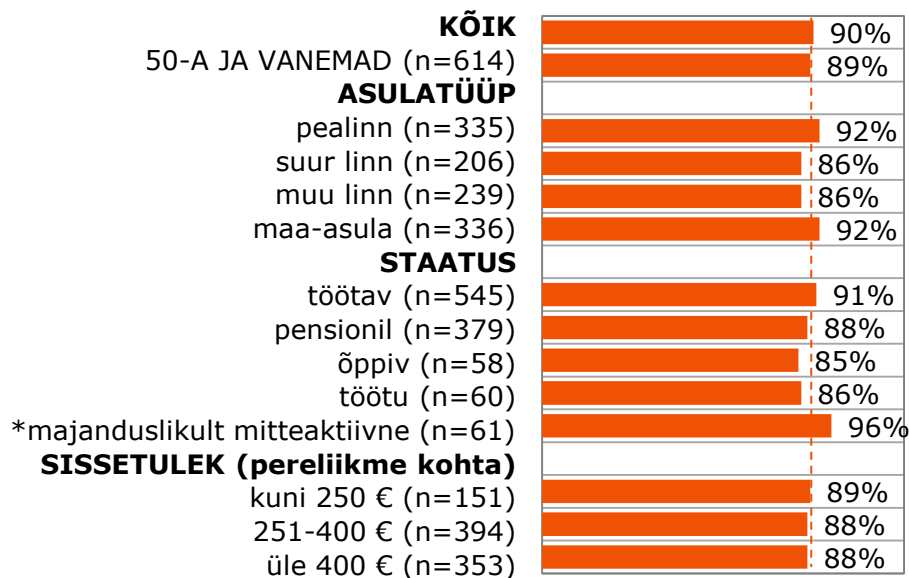 KÕIK 90%
50-A JA VANEMAD (n=614) 89%
ASULATÜÜP
pealinn (n=335) 92%
suur linn (n=206) 86%
muu linn (n=239) 86%
maa-asula (n=336) 92%
STAATUS
töötav (n=545) 91%
pensionil (n=379) 88%
õppiv (n=58) 85%
töötu (n=60) 86%
*majanduslikult mitteaktiivne (n=61) 96%
SISSETULEK (pereliikme kohta)
kuni 250 € (n=151) 89%
251-400 € (n=394) 88%
üle 400 € (n=353) 88%